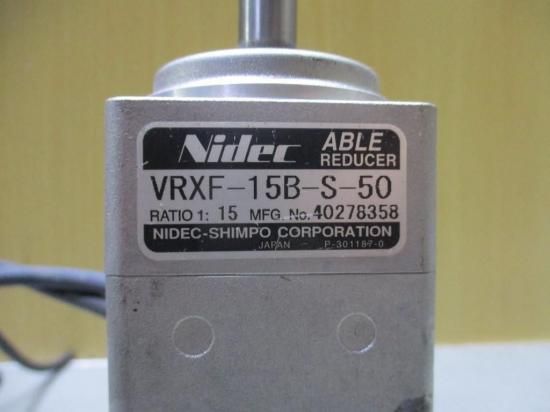 Nidec ABLE REDUCER
VRXF-15B-S-50
RATIO 1: 15 MFG. No. 40278358
NIDEC-SHIMPO CORPORATION
JAPAN P-301187-0